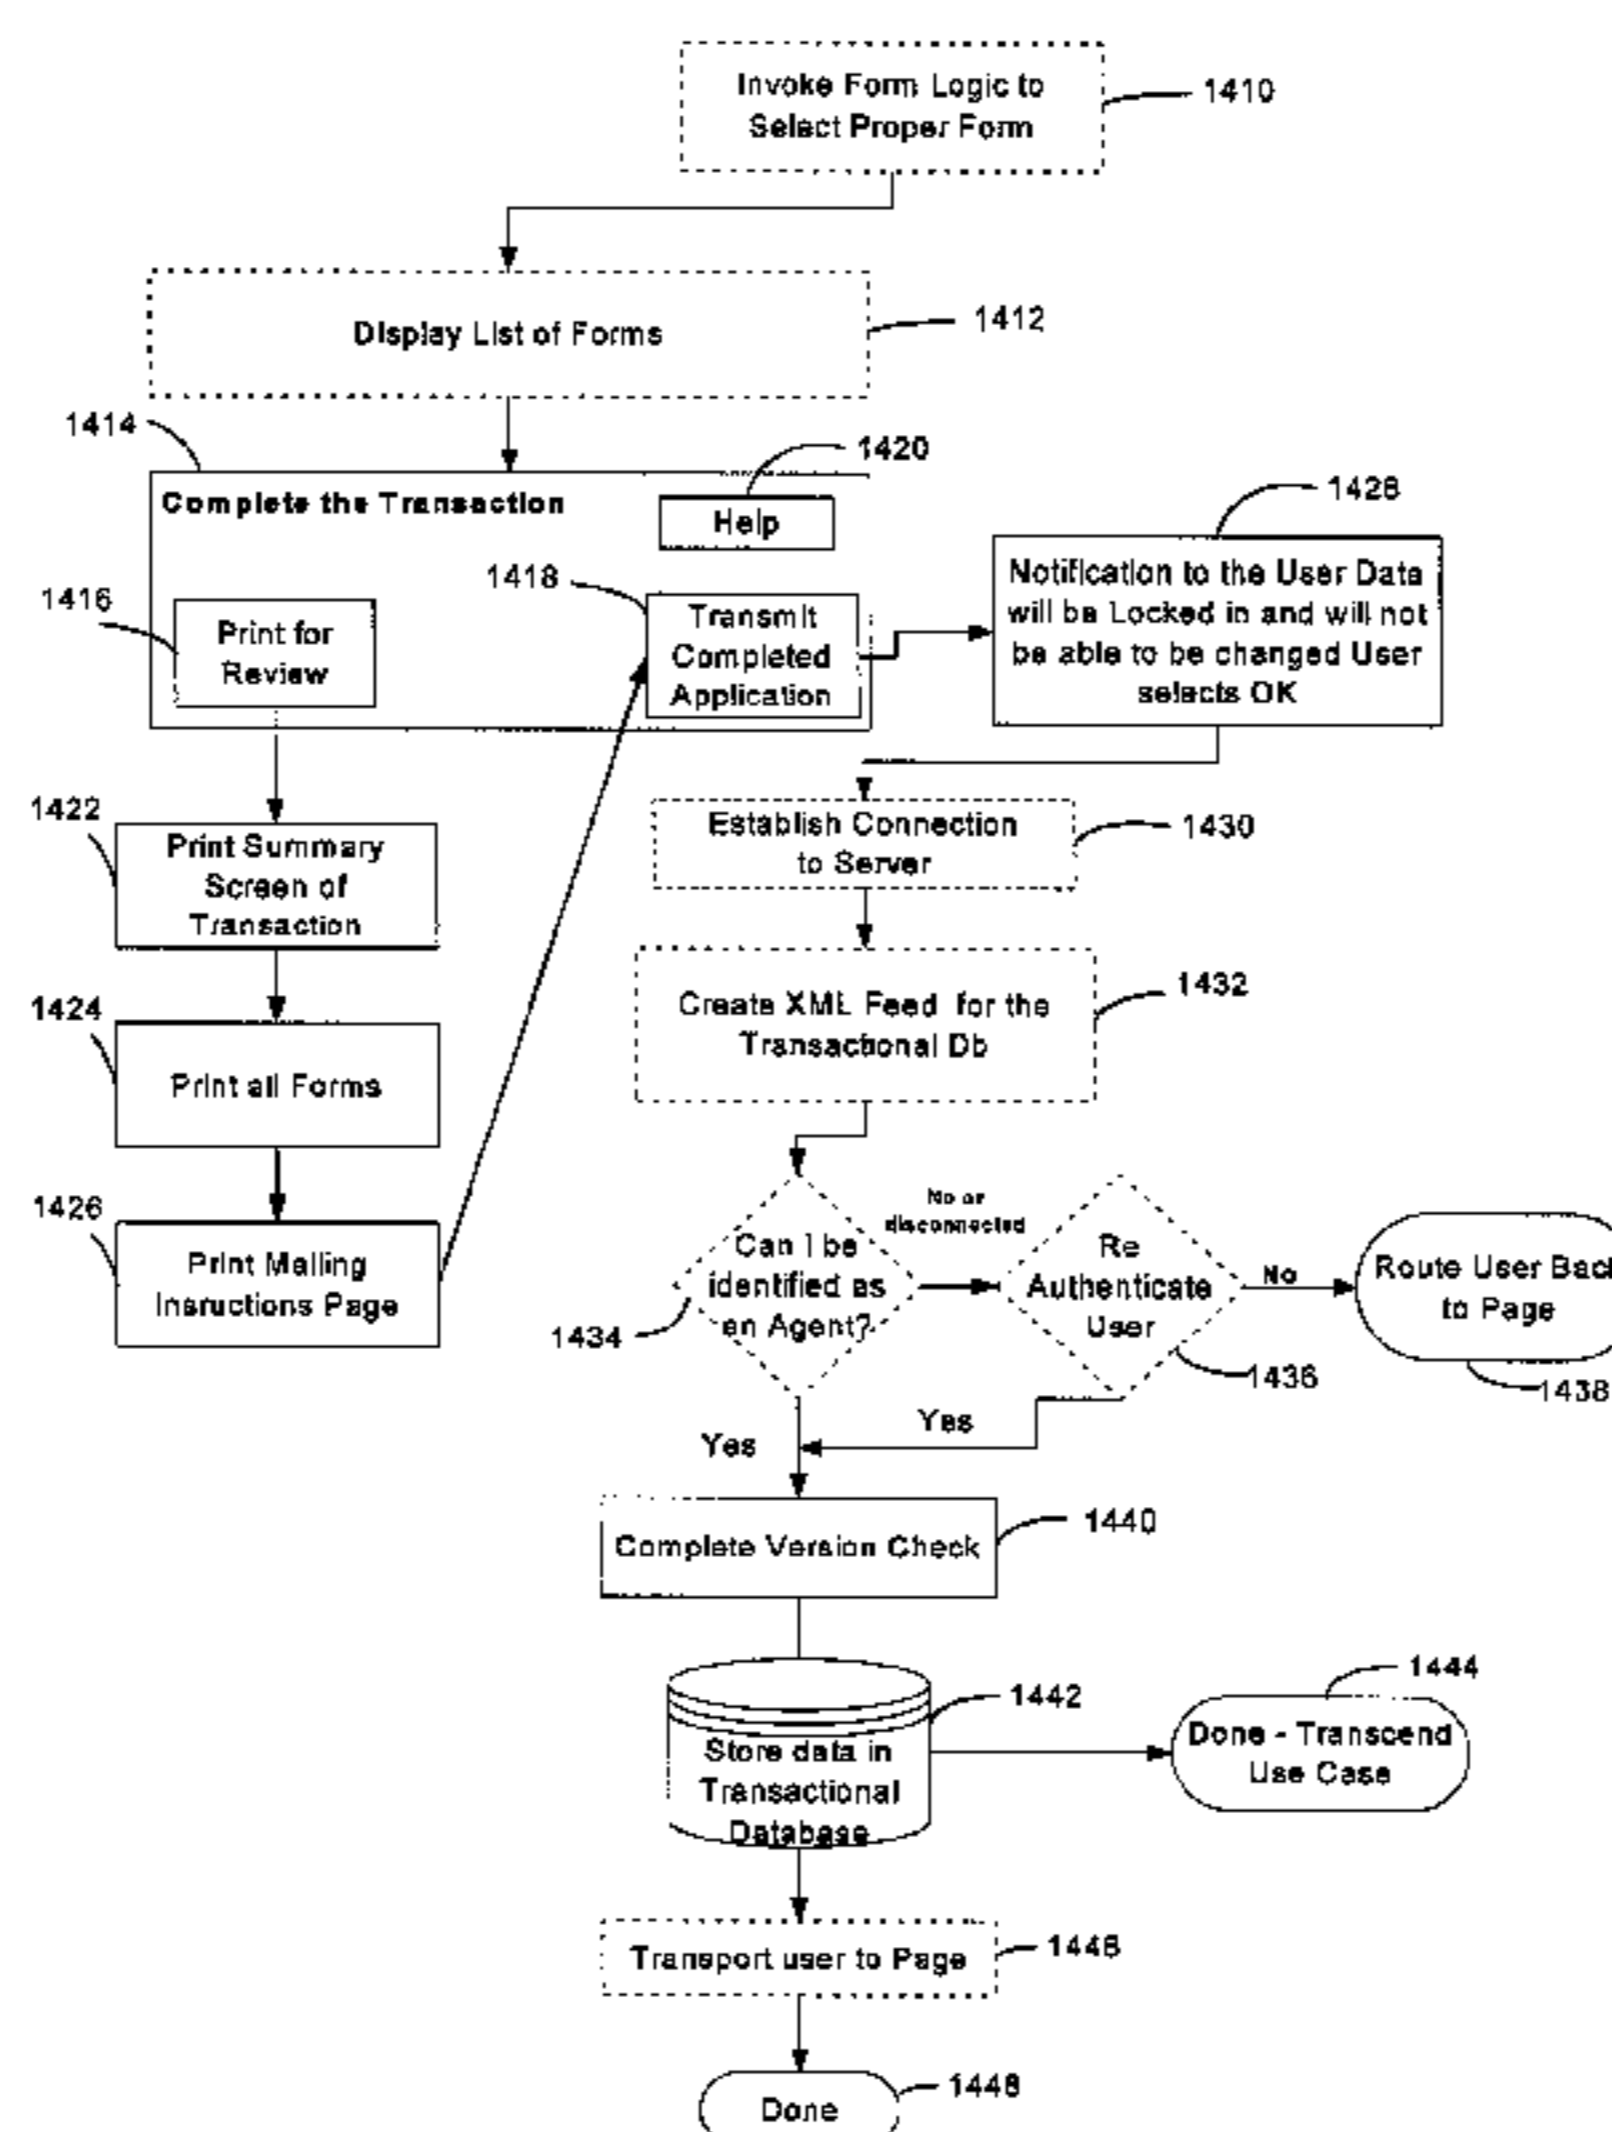 Invoke Form Logic to
Select Proper Form
1410
Display List of Forms
1412
1414
1420
Complete the Transaction
Help
1428
1418
Notification to the User Data
will be Locked in and will not
be able to be changed User
selects OK
1416
Print for
Review
Transmit
Completed
Application
1422
Print Summary
Screen of
Transaction
Establish Connection
to Server
1430
1424
Print all Forms
Create XML Feed for the
Transactional Db
1432
1426
Print Mailing
Insructions Page
No or
disconnected
Can I be
identified as
an Agent?
1434
Re
Authenticate
User
1436
No
Route User Bac
to Page
1438
Yes
Yes
Complete Version Check
1440
1442
Store data in
Transactional
Database
1444
Done - Transcend
Use Case
Transport user to Page
1446
Done
1448